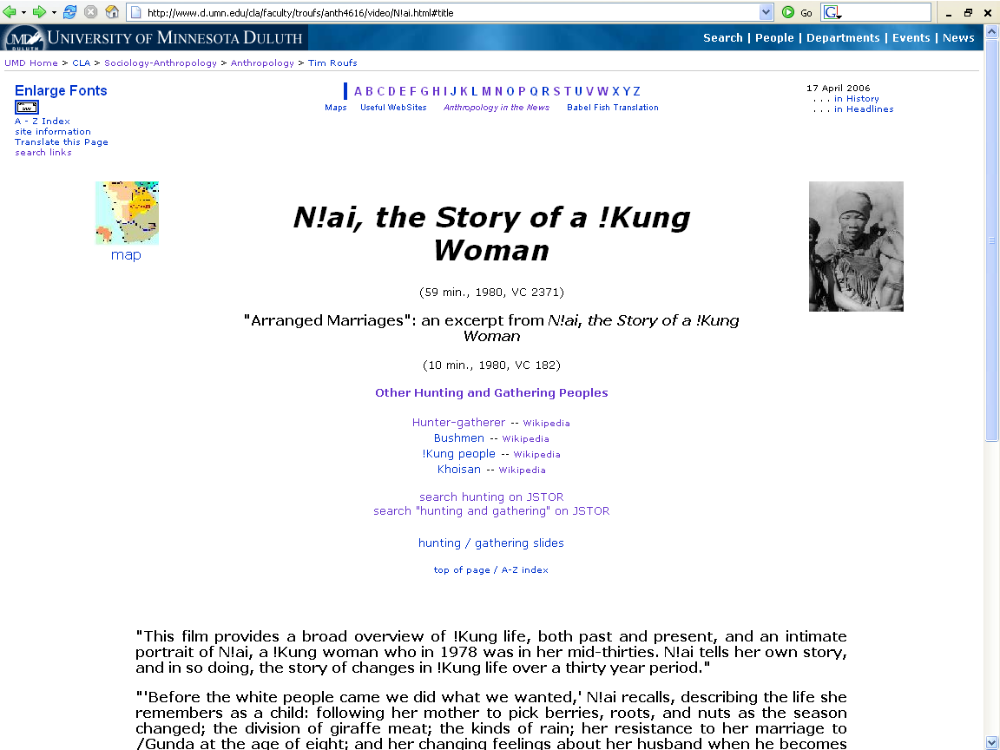 http://www.d.umn.edu/cla/faculty/troufs/anth4616/video/N!ai.html#title
Go
G
UMD
DULUTH
UNIVERSITY OF MINNESOTA DULUTH
Search | People | Departments | Events | News
UMD Home > CLA > Sociology-Anthropology > Anthropology > Tim Roufs
Enlarge Fonts
A - Z Index
site information
Translate this Page
search links
A B C D E F G H I J K L M N O P Q R S T U V W X Y Z
Maps Useful WebSites Anthropology in the News Babel Fish Translation
17 April 2006
. . . in History
. . . in Headlines
map
N!ai, the Story of a !Kung
Woman
(59 min., 1980, VC 2371)
"Arranged Marriages": an excerpt from N!ai, the Story of a !Kung
Woman
(10 min., 1980, VC 182)
Other Hunting and Gathering Peoples
Hunter-gatherer -- Wikipedia
Bushmen -- Wikipedia
!Kung people -- Wikipedia
Khoisan -- Wikipedia
search hunting on JSTOR
search "hunting and gathering" on JSTOR
hunting / gathering slides
top of page / A-Z index
"This film provides a broad overview of !Kung life, both past and present, and an intimate
portrait of N!ai, a !Kung woman who in 1978 was in her mid-thirties. N!ai tells her own story,
and in so doing, the story of changes in !Kung life over a thirty year period."
"'Before the white people came we did what we wanted,' N!ai recalls, describing the life she
remembers as a child: following her mother to pick berries, roots, and nuts as the season
changed; the division of giraffe meat; the kinds of rain; her resistance to her marriage to
/Gunda at the age of eight; and her changing feelings about her husband when he becomes